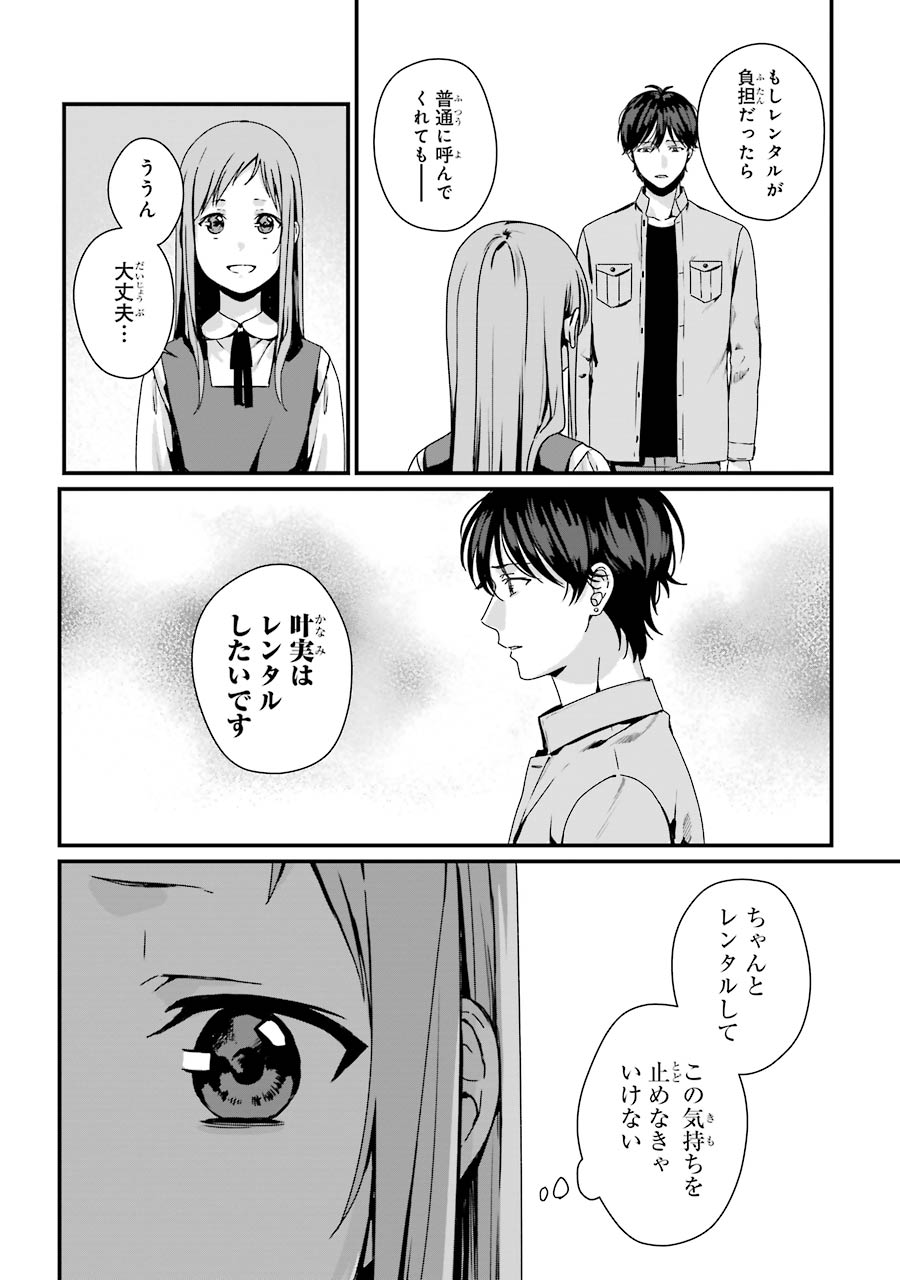 もしレンタルが
負担だったら
普通に呼んで
くれても――
ううん
大丈夫…
叶実は
レンタル
したいです
ちゃんと
レンタルして
この気持ちを
止めなきゃ
いけない